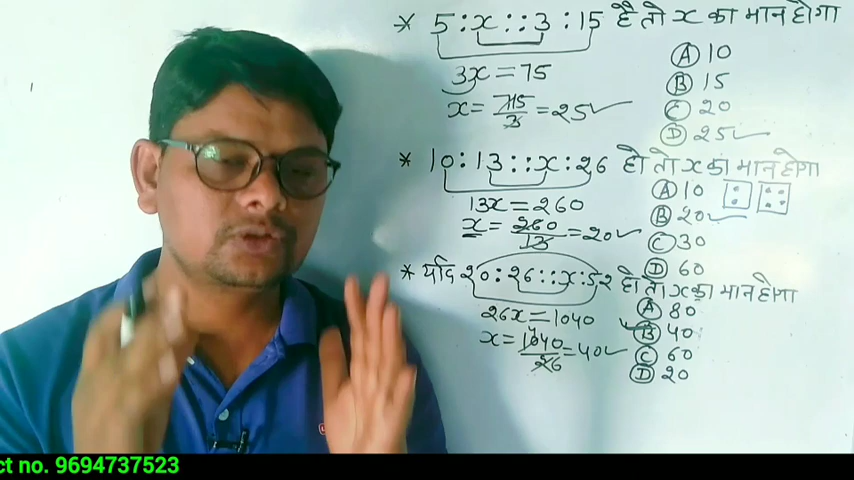 * 5 : x :: 3 : 15 है तो x का मान होगा
3x = 75
x = 75/3 = 25 ✓
Ⓐ 10
Ⓑ 15
Ⓒ 20
Ⓓ 25 ✓
* 10 : 13 :: x : 26 हो तो x का मान होगा
13x = 260
x = 260/13 = 20 ✓
Ⓐ 10
Ⓑ 20 ✓
Ⓒ 30
Ⓓ 60
* यदि 20 : 26 :: x : 52 हो तो x का मान होगा
26x = 1040
x = 1040/26 = 40 ✓
Ⓐ 80
Ⓑ 40
Ⓒ 60
Ⓓ 20
ct no. 9694737523